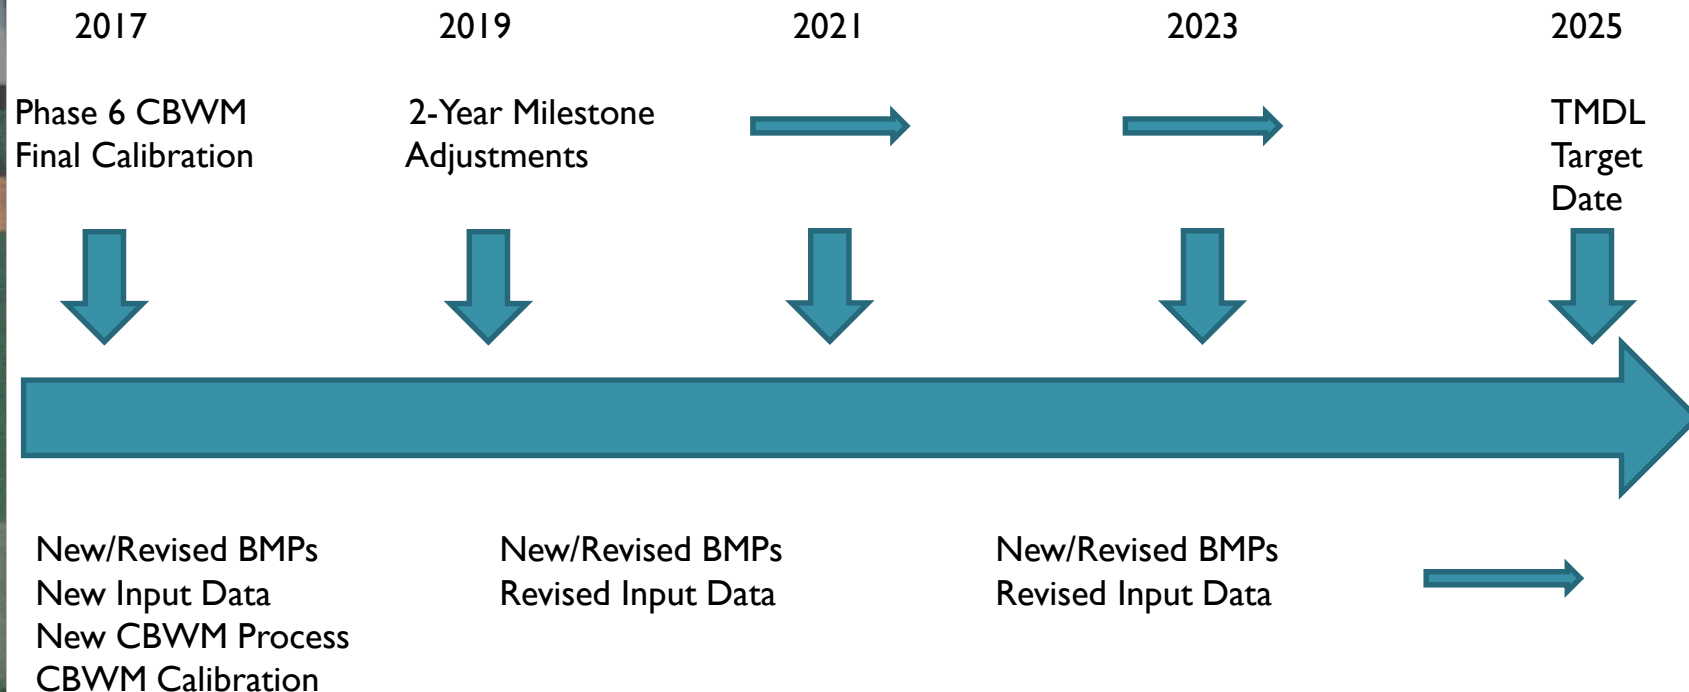 2017
2019
2021
2023
2025
Phase 6 CBWM
Final Calibration
2-Year Milestone
Adjustments
TMDL
Target
Date
New/Revised BMPs
New Input Data
New CBWM Process
CBWM Calibration
New/Revised BMPs
Revised Input Data
New/Revised BMPs
Revised Input Data